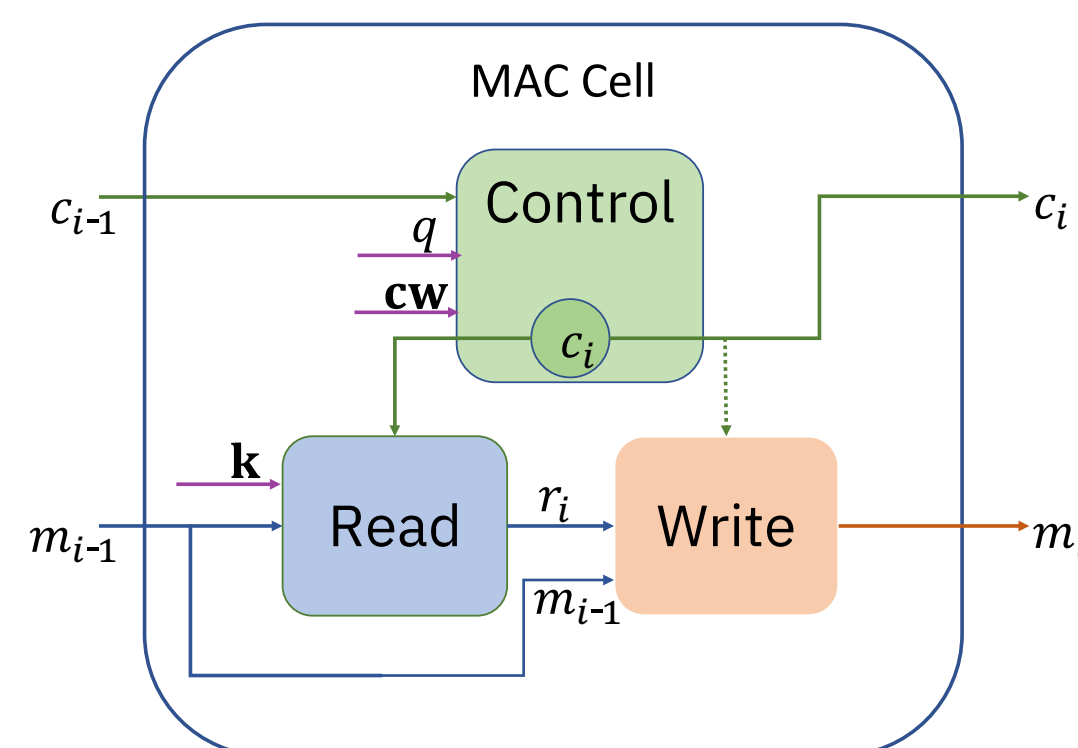 MAC Cell
Control
c_{i-1}
q
cw
c_i
c_i
k
Read
r_i
Write
m_{i-1}
m_{i-1}
m